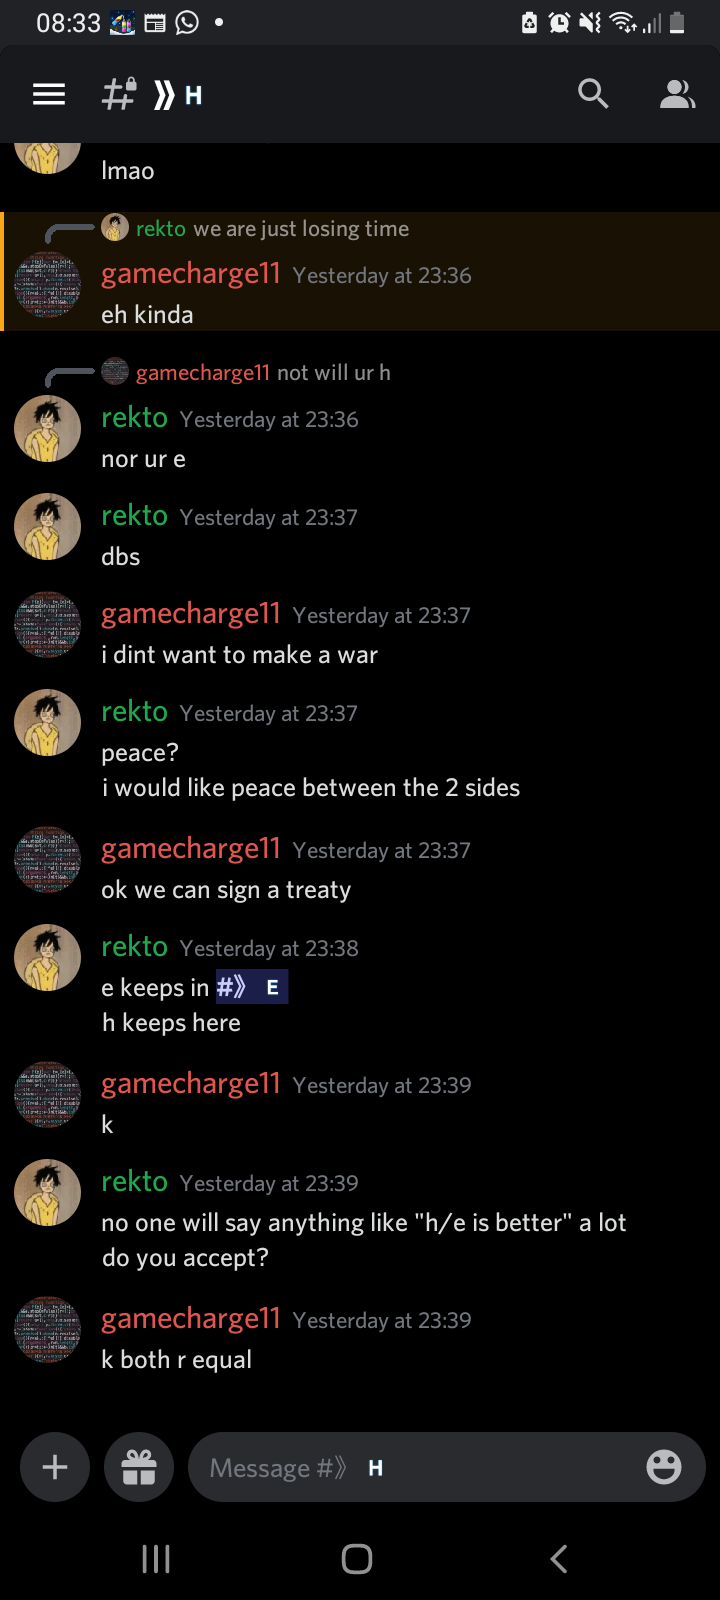 08:33
# 》 H
lmao
rekto we are just losing time
gamecharge11 Yesterday at 23:36
eh kinda
gamecharge11 not will ur h
rekto Yesterday at 23:36
nor ur e
rekto Yesterday at 23:37
dbs
gamecharge11 Yesterday at 23:37
i dint want to make a war
rekto Yesterday at 23:37
peace?
i would like peace between the 2 sides
gamecharge11 Yesterday at 23:37
ok we can sign a treaty
rekto Yesterday at 23:38
e keeps in #》 E
h keeps here
gamecharge11 Yesterday at 23:39
k
rekto Yesterday at 23:39
no one will say anything like "h/e is better" a lot
do you accept?
gamecharge11 Yesterday at 23:39
k both r equal
Message #》 H